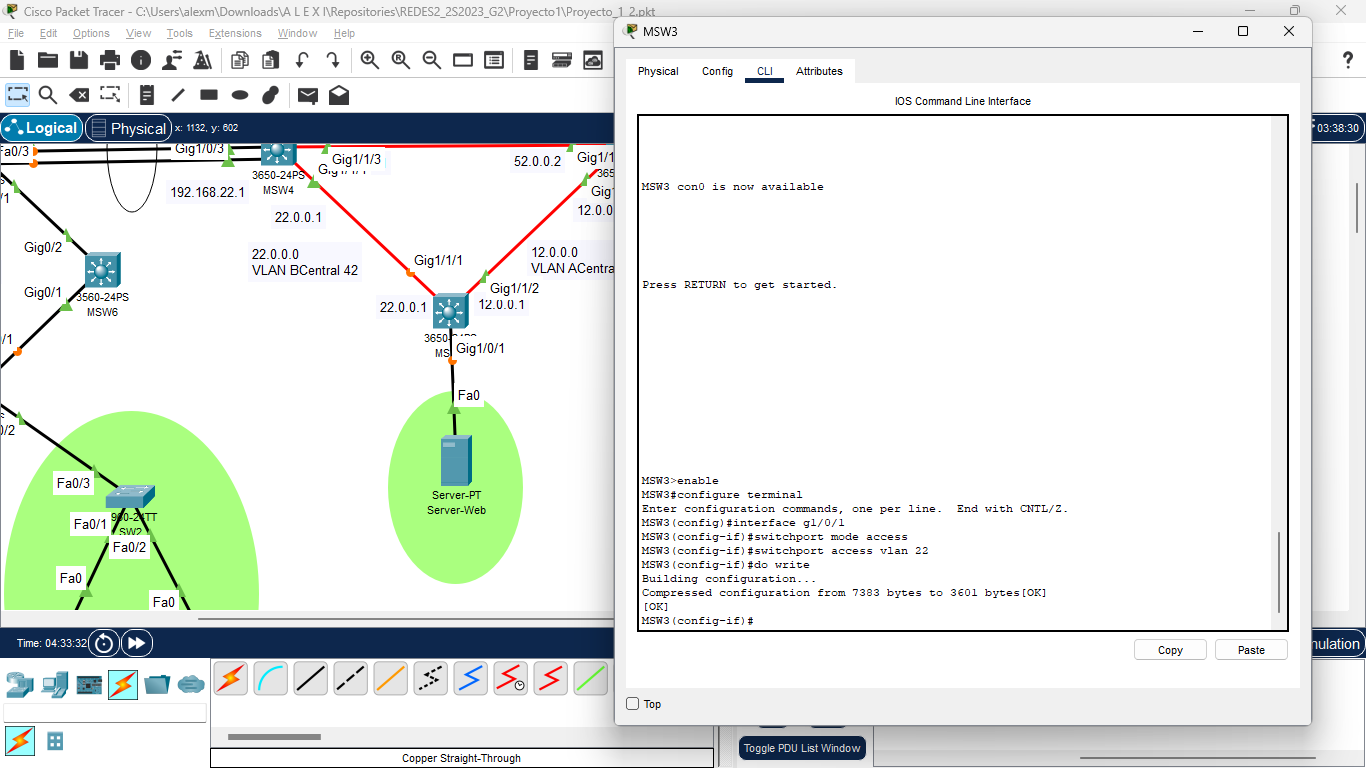 Cisco Packet Tracer - C:\Users\alexm\Downloads\A L E X I\Repositories\REDES2_2S2023_G2\Proyecto1\Proyecto_1_2.pkt
File Edit Options View Tools Extensions Window Help
Logical
Physical
x: 1132, y: 602
03:38:30
Fa0/3
Gig1/0/3
3650-24PS
MSW4
Gig1/1/3
192.168.22.1
22.0.0.1
52.0.0.2
Gig1/1
12.0.0
Gig0/2
Gig0/1
3560-24PS
MSW6
22.0.0.0
VLAN BCentral 42
Gig1/1/1
12.0.0.0
VLAN ACentra
Gig1/1/2
22.0.0.1
12.0.0.1
Gig1/0/1
Fa0
Server-PT
Server-Web
Fa0/3
Fa0/1
SW2
Fa0/2
Fa0
Fa0
Time: 04:33:32
Copper Straight-Through
Toggle PDU List Window
MSW3
Physical Config CLI Attributes
IOS Command Line Interface
MSW3 con0 is now available
Press RETURN to get started.
MSW3>enable
MSW3#configure terminal
Enter configuration commands, one per line. End with CNTL/Z.
MSW3(config)#interface g1/0/1
MSW3(config-if)#switchport mode access
MSW3(config-if)#switchport access vlan 22
MSW3(config-if)#do write
Building configuration...
Compressed configuration from 7383 bytes to 3601 bytes[OK]
[OK]
MSW3(config-if)#
Copy
Paste
Top